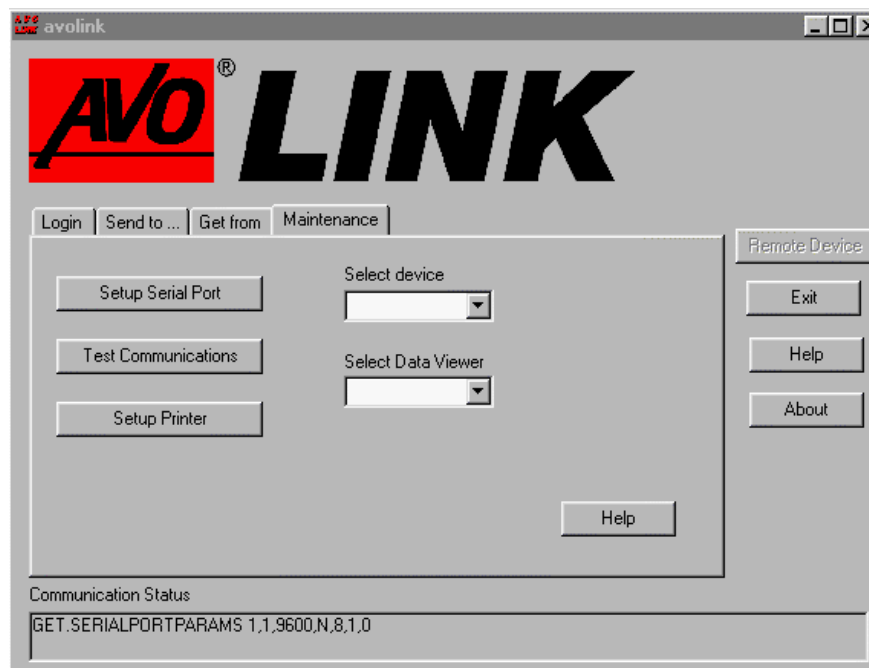 avolink
AVO® LINK
Login Send to ... Get from Maintenance
Remote Device
Setup Serial Port
Select device
Exit
Test Communications
Select Data Viewer
Help
Setup Printer
About
Help
Communication Status
GET.SERIALPORTPARAMS 1,1,9600,N,8,1,0